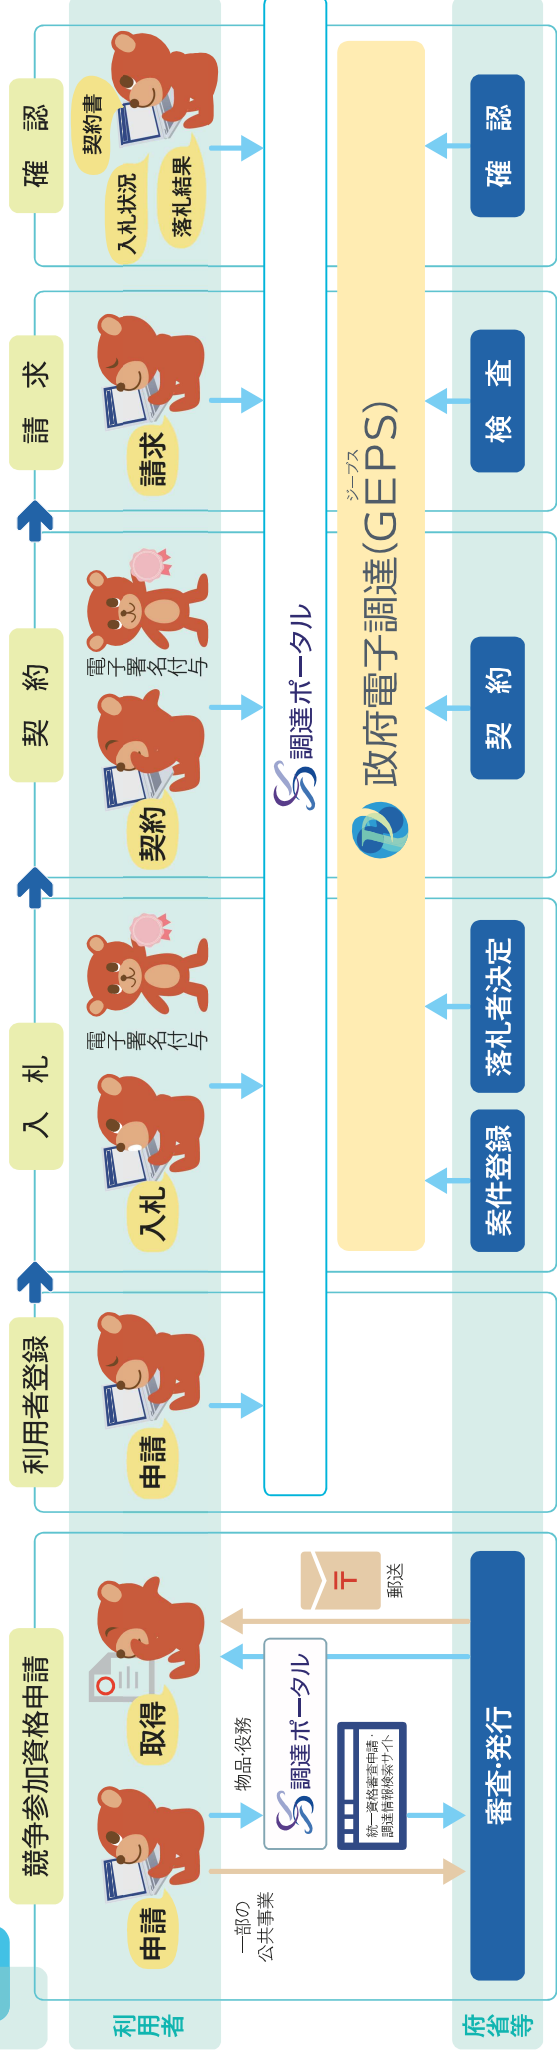 競争参加資格申請
利用者登録
入札
契約
請求
確認
利用者
申請
取得
申請
入札
電子署名付与
契約
電子署名付与
請求
契約書
入札状況
落札結果
一部の
公共事業
物品・役務
調達ポータル
統一資格審査申請・
調達情報検索サイト
郵送
調達ポータル
ジープス
政府電子調達(GEPS)
府省等
審査・発行
案件登録
落札者決定
契約
検査
確認